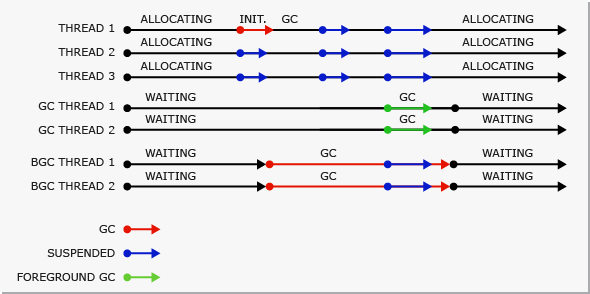 THREAD 1 ALLOCATING INIT. GC ALLOCATING
THREAD 2 ALLOCATING ALLOCATING
THREAD 3 ALLOCATING ALLOCATING
GC THREAD 1 WAITING GC WAITING
GC THREAD 2 WAITING GC WAITING
BGC THREAD 1 WAITING GC WAITING
BGC THREAD 2 WAITING GC WAITING
GC
SUSPENDED
FOREGROUND GC